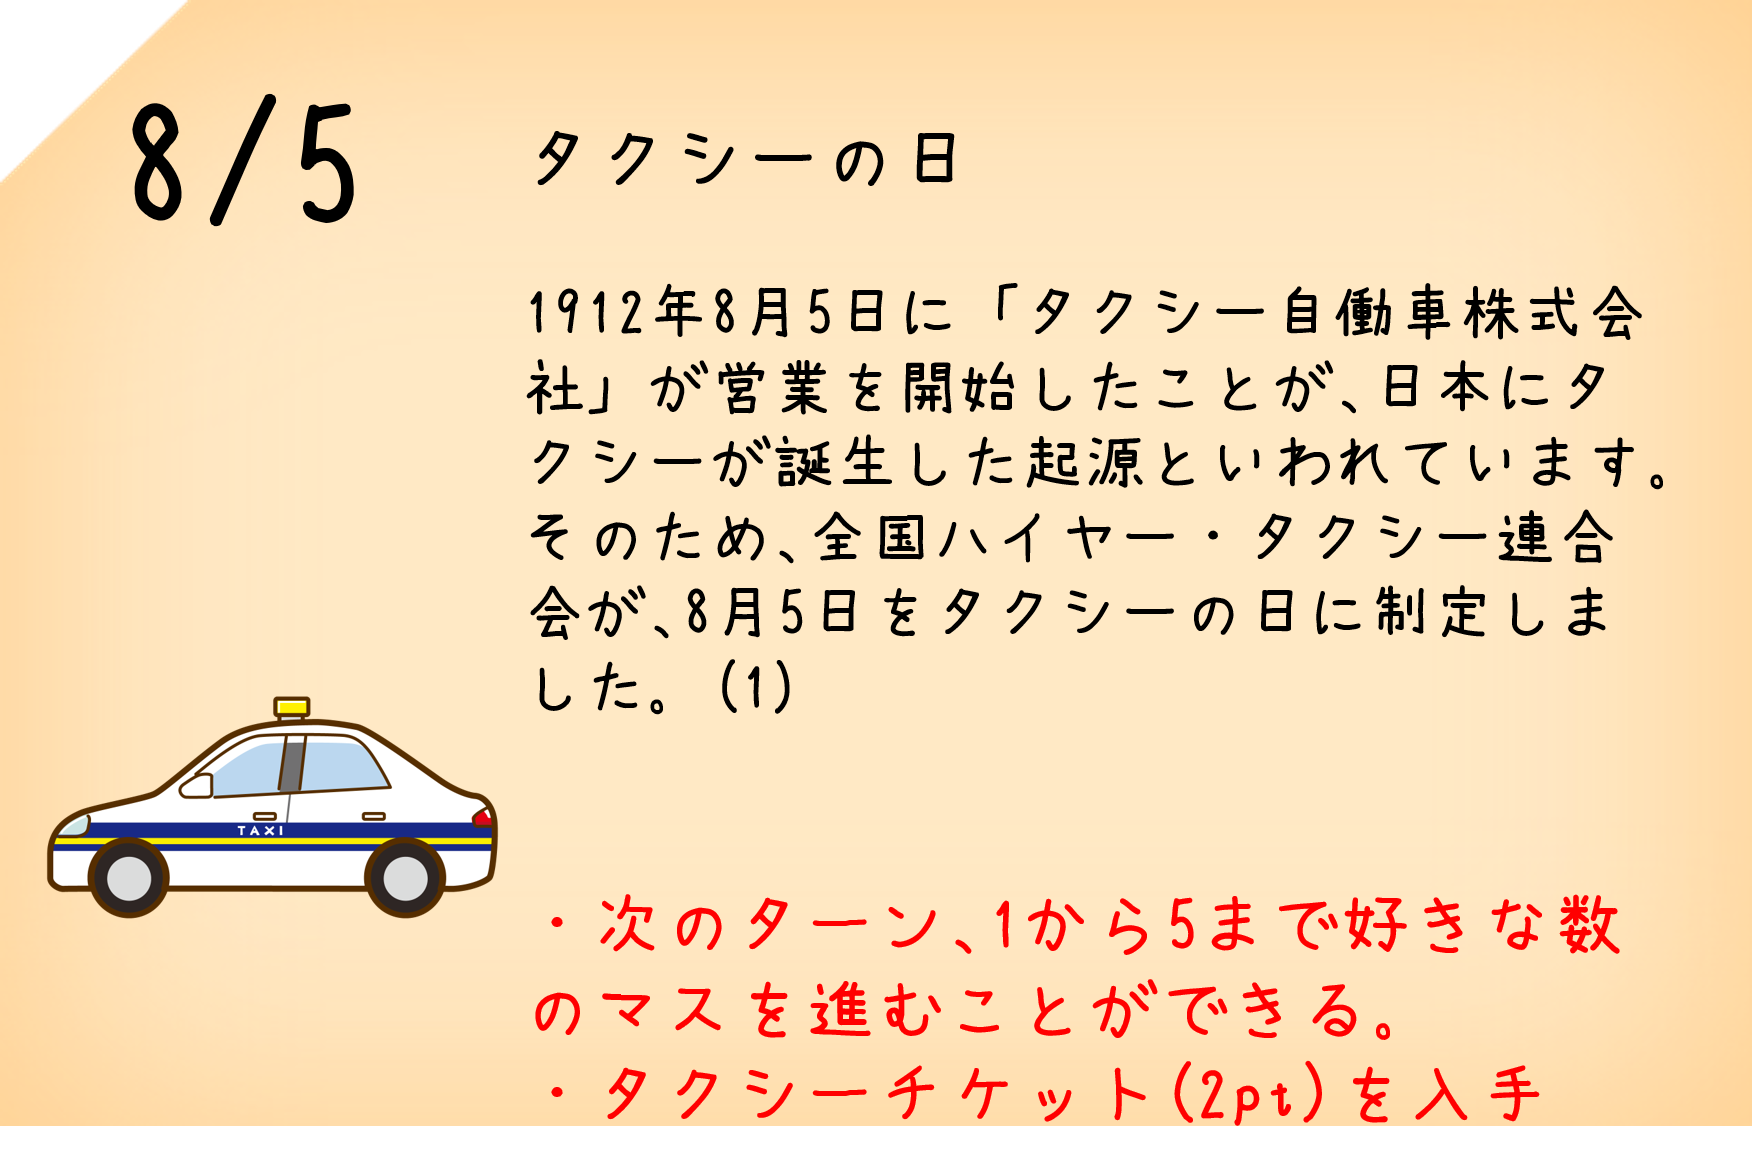 8/5
タクシーの日
1912年8月5日に「タクシー自働車株式会
社」が営業を開始したことが、日本にタ
クシーが誕生した起源といわれています。
そのため、全国ハイヤー・タクシー連合
会が、8月5日をタクシーの日に制定しま
した。(1)
TAXI
・次のターン、1から5まで好きな数
のマスを進むことができる。
・タクシーチケット(2pt)を入手